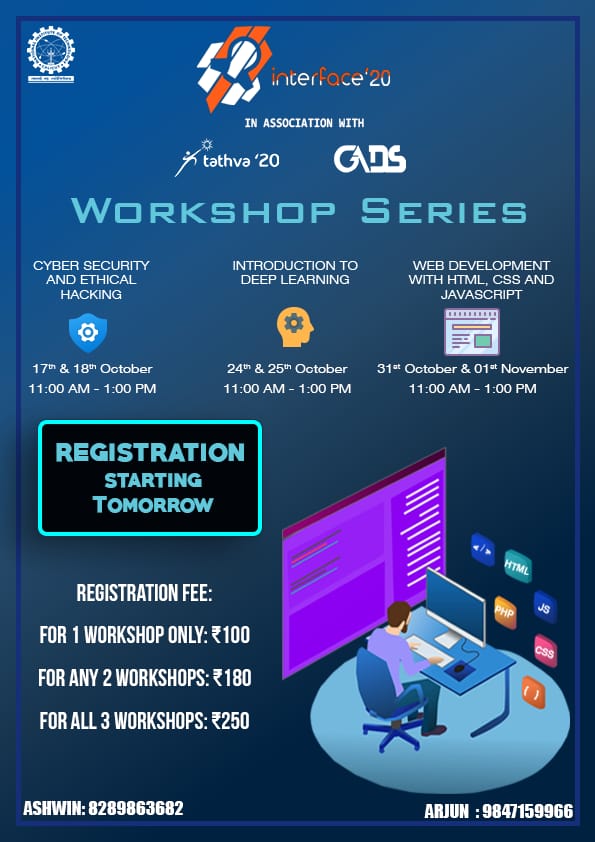 interface'20
IN ASSOCIATION WITH
tathva '20
GADS
WORKSHOP SERIES
CYBER SECURITY
AND ETHICAL
HACKING
17th & 18th October
11:00 AM - 1:00 PM
INTRODUCTION TO
DEEP LEARNING
24th & 25th October
11:00 AM - 1:00 PM
WEB DEVELOPMENT
WITH HTML, CSS AND
JAVASCRIPT
31st October & 01st November
11:00 AM - 1:00 PM
REGISTRATION
STARTING
TOMORROW
</>
HTML
PHP
JS
CSS
{ }
REGISTRATION FEE:
FOR 1 WORKSHOP ONLY: ₹100
FOR ANY 2 WORKSHOPS: ₹180
FOR ALL 3 WORKSHOPS: ₹250
ASHWIN: 8289863682
ARJUN : 9847159966